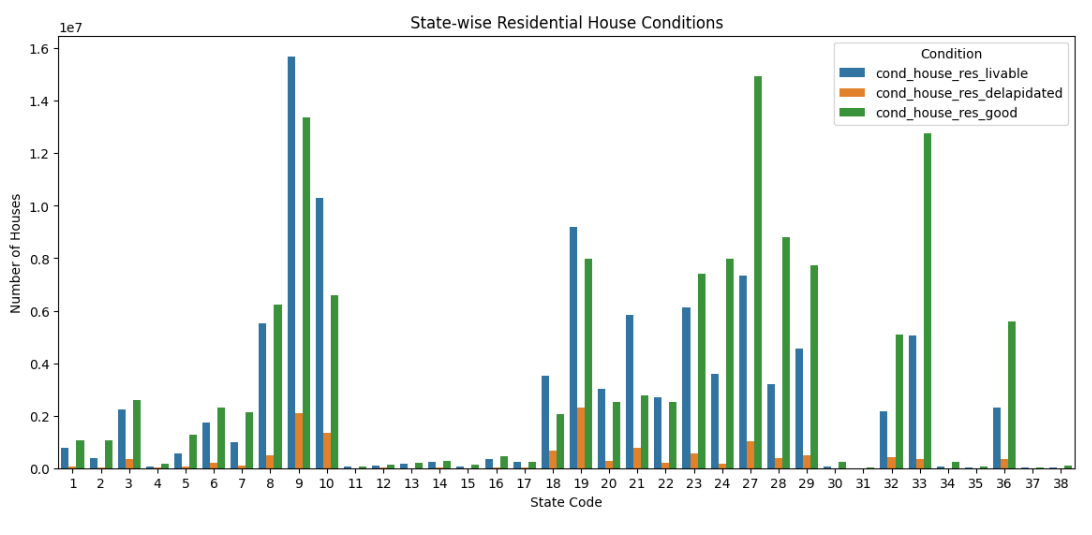 State-wise Residential House Conditions
1e7
Condition
cond_house_res_livable
cond_house_res_delapidated
cond_house_res_good
1.6
1.4
1.2
1.0
0.8
0.6
0.4
0.2
0.0
Number of Houses
1 2 3 4 5 6 7 8 9 10 11 12 13 14 15 16 17 18 19 20 21 22 23 24 27 28 29 30 31 32 33 34 35 36 37 38
State Code